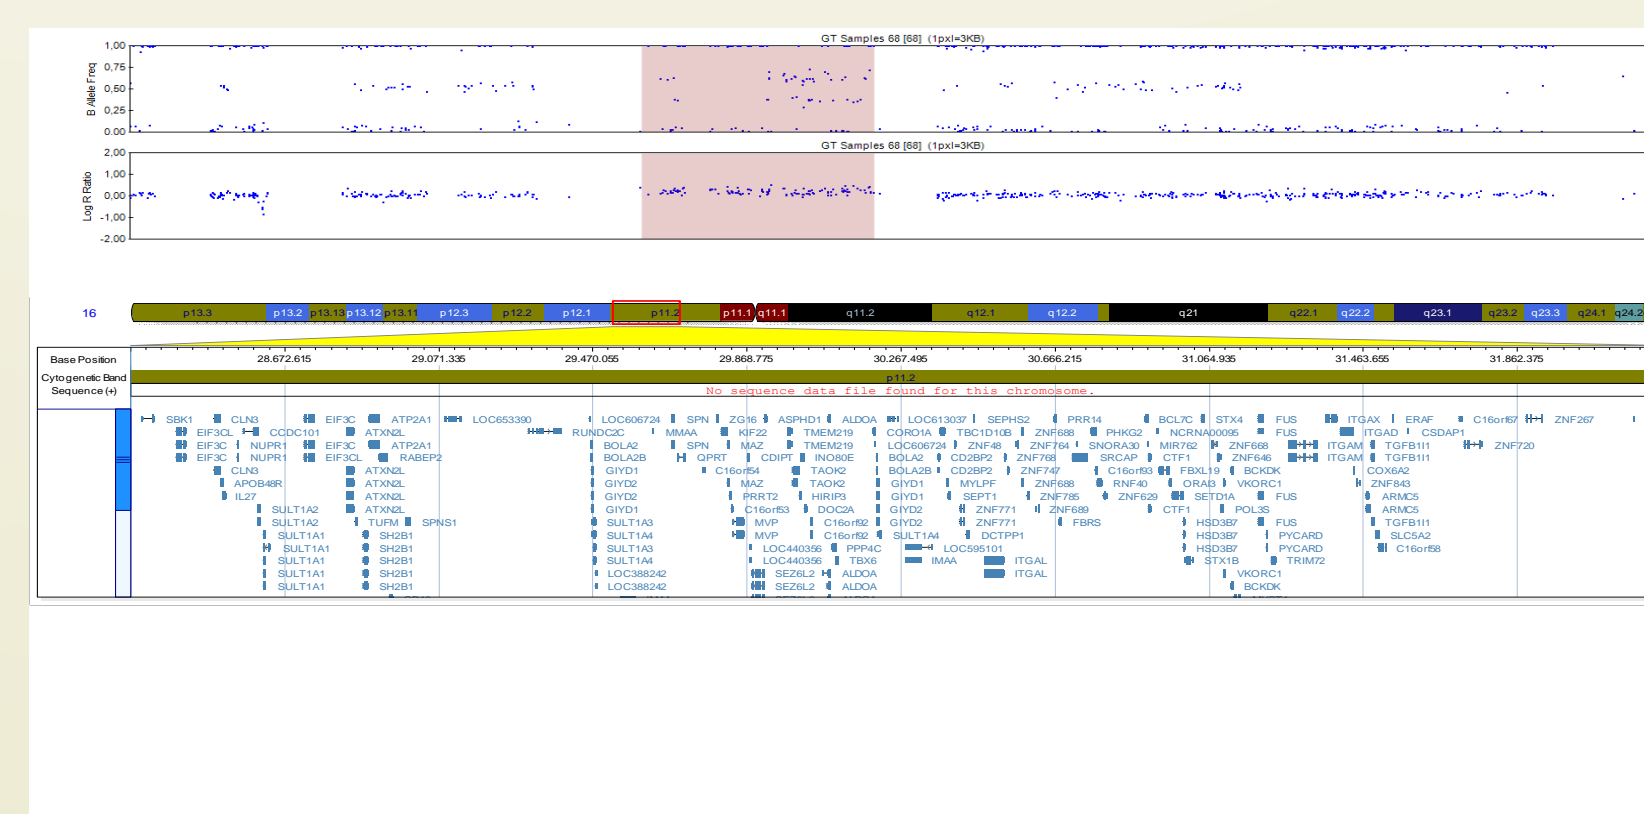 GT Samples 68 [68] (1pxl=3KB)
1,00
0,75
0,50
0,25
0.00
B Allele Freq
GT Samples 68 [68] (1pxl=3KB)
2,00
1,00
0,00
-1,00
-2,00
Log R Ratio
16 p13.3 p13.2 p13.13 p13.12 p13.11 p12.3 p12.2 p12.1 p11.2 p11.1 q11.1 q11.2 q12.1 q12.2 q21 q22.1 q22.2 q23.1 q23.2 q23.3 q24.1 q24.2
Base Position 28.672.615 29.071.335 29.470.055 29.868.775 30.267.495 30.666.215 31.064.935 31.463.655 31.862.375
Cytogenetic Band p11.2
Sequence (+) No sequence data file found for this chromosome.
SBK1 CLN3 EIF3C ATP2A1 LOC653390 LOC606724 SPN ZG16 ASPHD1 ALDOA LOC613037 SEPHS2 PRR14 BCL7C STX4 FUS ITGAX ERAF C16orf67 ZNF267
EIF3CL CCDC101 ATXN2L RUNDC2C MMAA KIF22 TMEM219 CORO1A TBC1D10B ZNF688 PHKG2 NCRNA00095 FUS ITGAD CSDAP1
EIF3C NUPR1 EIF3C ATP2A1 BOLA2 SPN MAZ TMEM219 LOC606724 ZNF48 ZNF764 SNORA30 MIR762 ZNF668 ITGAM TGFB1I1 ZNF720
EIF3C NUPR1 EIF3CL RABEP2 BOLA2B QPRT CDIPT INO80E BOLA2 CD2BP2 ZNF768 SRCAP CTF1 ZNF646 ITGAM TGFB1I1
CLN3 ATXN2L GIYD1 C16orf54 TAOK2 BOLA2B CD2BP2 ZNF747 C16orf93 FBXL19 BCKDK COX6A2
APOB48R ATXN2L GIYD2 MAZ TAOK2 GIYD1 MYLPF ZNF688 RNF40 ORAI3 VKORC1 ZNF843
IL27 ATXN2L GIYD2 PRRT2 HIRIP3 GIYD1 SEPT1 ZNF785 ZNF629 SETD1A FUS ARMC5
SULT1A2 ATXN2L GIYD1 C16orf53 DOC2A GIYD2 ZNF771 ZNF689 CTF1 POL3S ARMC5
SULT1A2 TUFM SPNS1 SULT1A3 MVP C16orf92 GIYD2 ZNF771 FBRS HSD3B7 FUS TGFB1I1
SULT1A1 SH2B1 SULT1A4 MVP C16orf92 SULT1A4 DCTPP1 HSD3B7 PYCARD SLC5A2
SULT1A1 SH2B1 SULT1A3 LOC440356 PPP4C LOC595101 HSD3B7 PYCARD C16orf58
SULT1A1 SH2B1 SULT1A4 LOC440356 TBX6 IMAA ITGAL STX1B TRIM72
SULT1A1 SH2B1 LOC388242 SEZ6L2 ALDOA ITGAL VKORC1
SULT1A1 SH2B1 LOC388242 SEZ6L2 ALDOA BCKDK